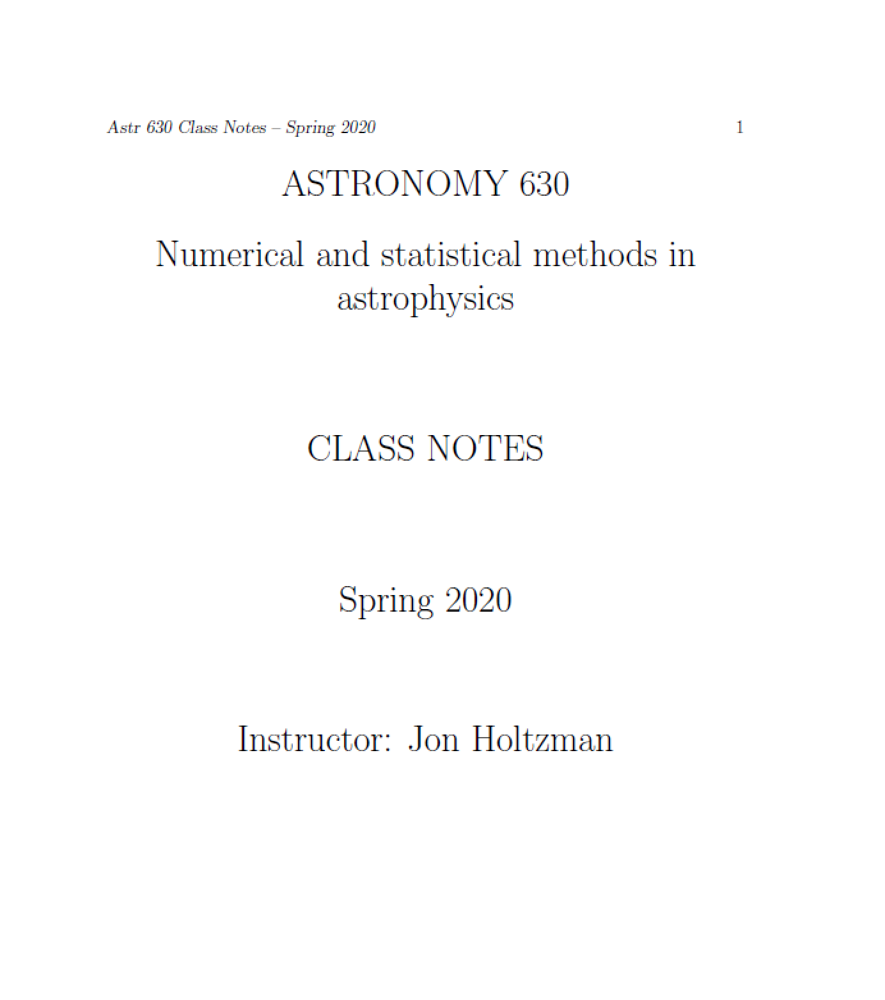 Astr 630 Class Notes – Spring 2020 1
ASTRONOMY 630
Numerical and statistical methods in
astrophysics
CLASS NOTES
Spring 2020
Instructor: Jon Holtzman